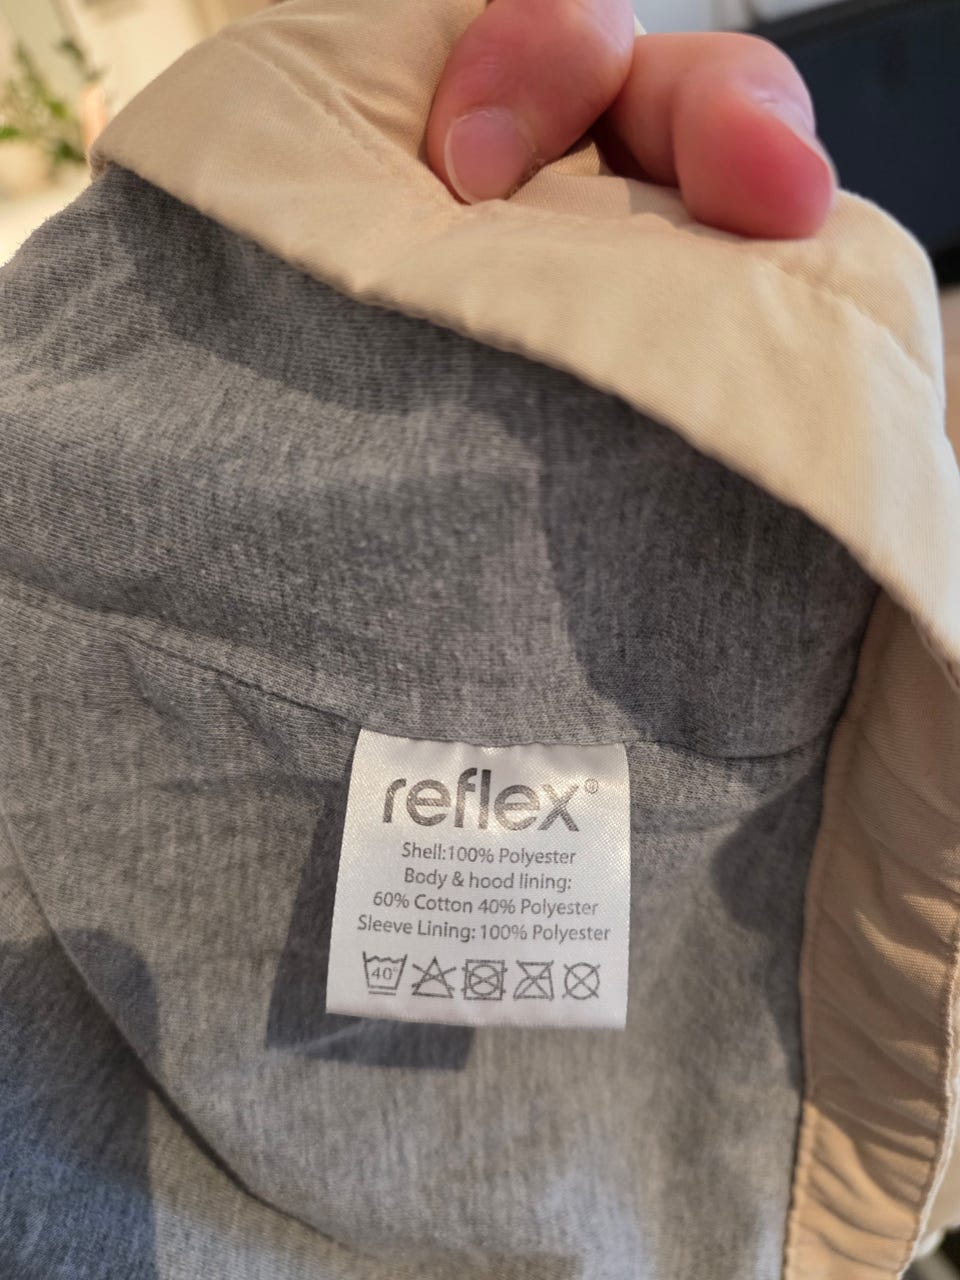 reflex®
Shell:100% Polyester
Body & hood lining:
60% Cotton 40% Polyester
Sleeve Lining: 100% Polyester
40°